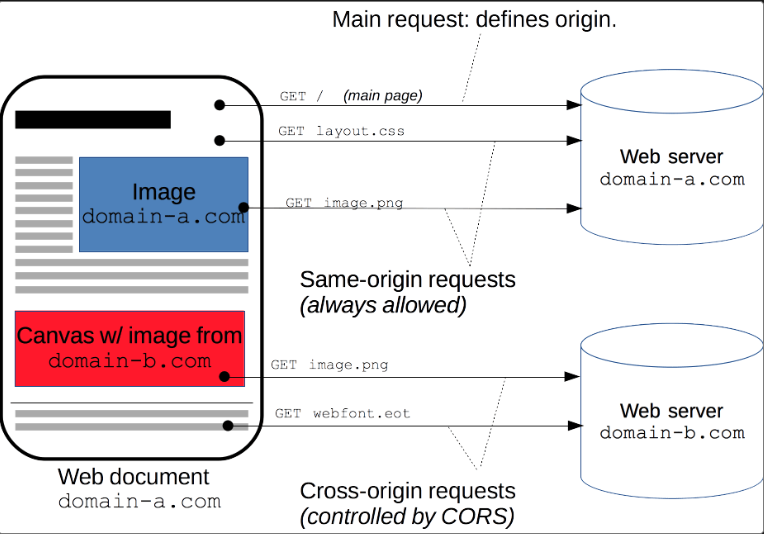 Main request: defines origin.
GET / (main page)
GET layout.css
Image
domain-a.com
GET image.png
Web server
domain-a.com
Same-origin requests
(always allowed)
Canvas w/ image from
domain-b.com
GET image.png
GET webfont.eot
Web server
domain-b.com
Web document
domain-a.com
Cross-origin requests
(controlled by CORS)